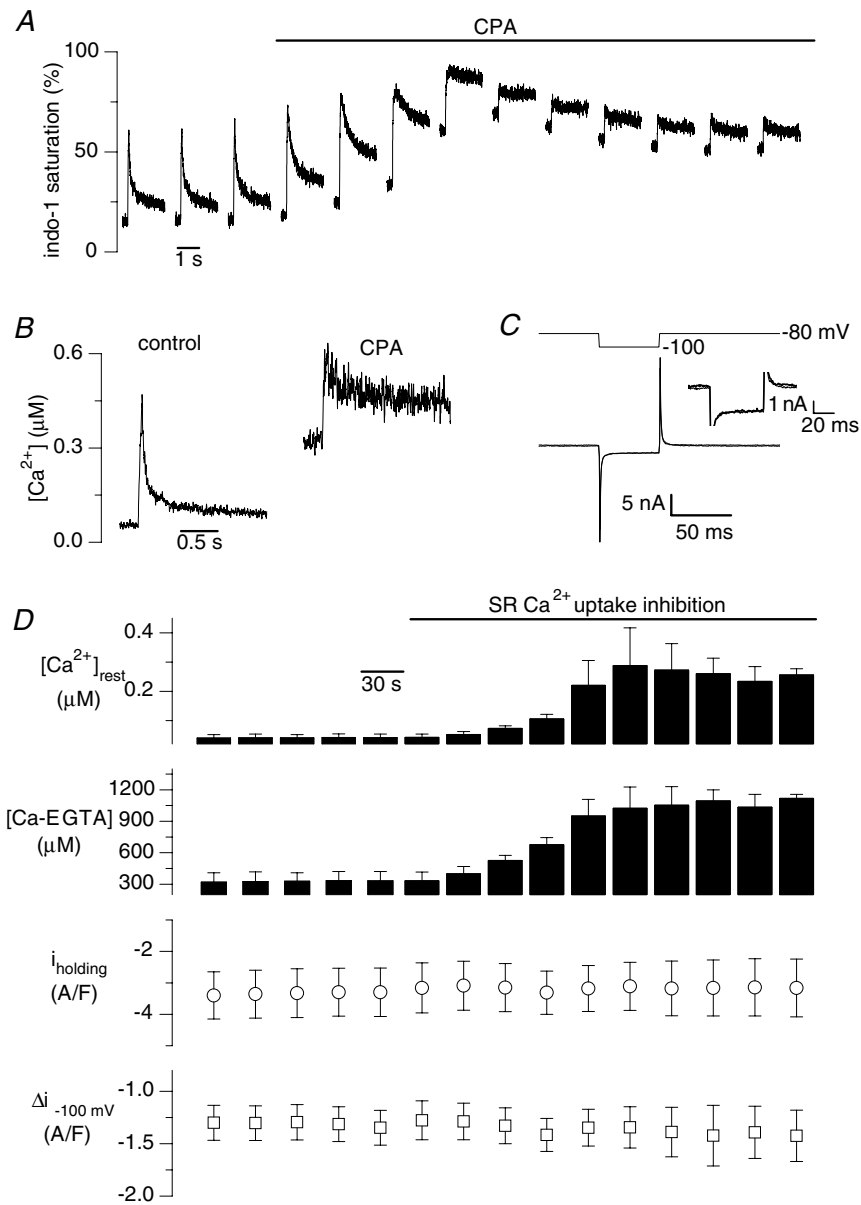 A
CPA
indo-1 saturation (%)
100
50
0
1 s
B
control
CPA
[Ca²⁺] (μM)
0.6
0.3
0.0
0.5 s
C
-80 mV
-100
1 nA
20 ms
5 nA
50 ms
D
SR Ca²⁺ uptake inhibition
30 s
[Ca²⁺]rest
(μM)
0.4
0.2
[Ca-EGTA]
(μM)
1200
900
600
300
iholding
(A/F)
-2
-4
Δi -100 mV
(A/F)
-1.0
-1.5
-2.0